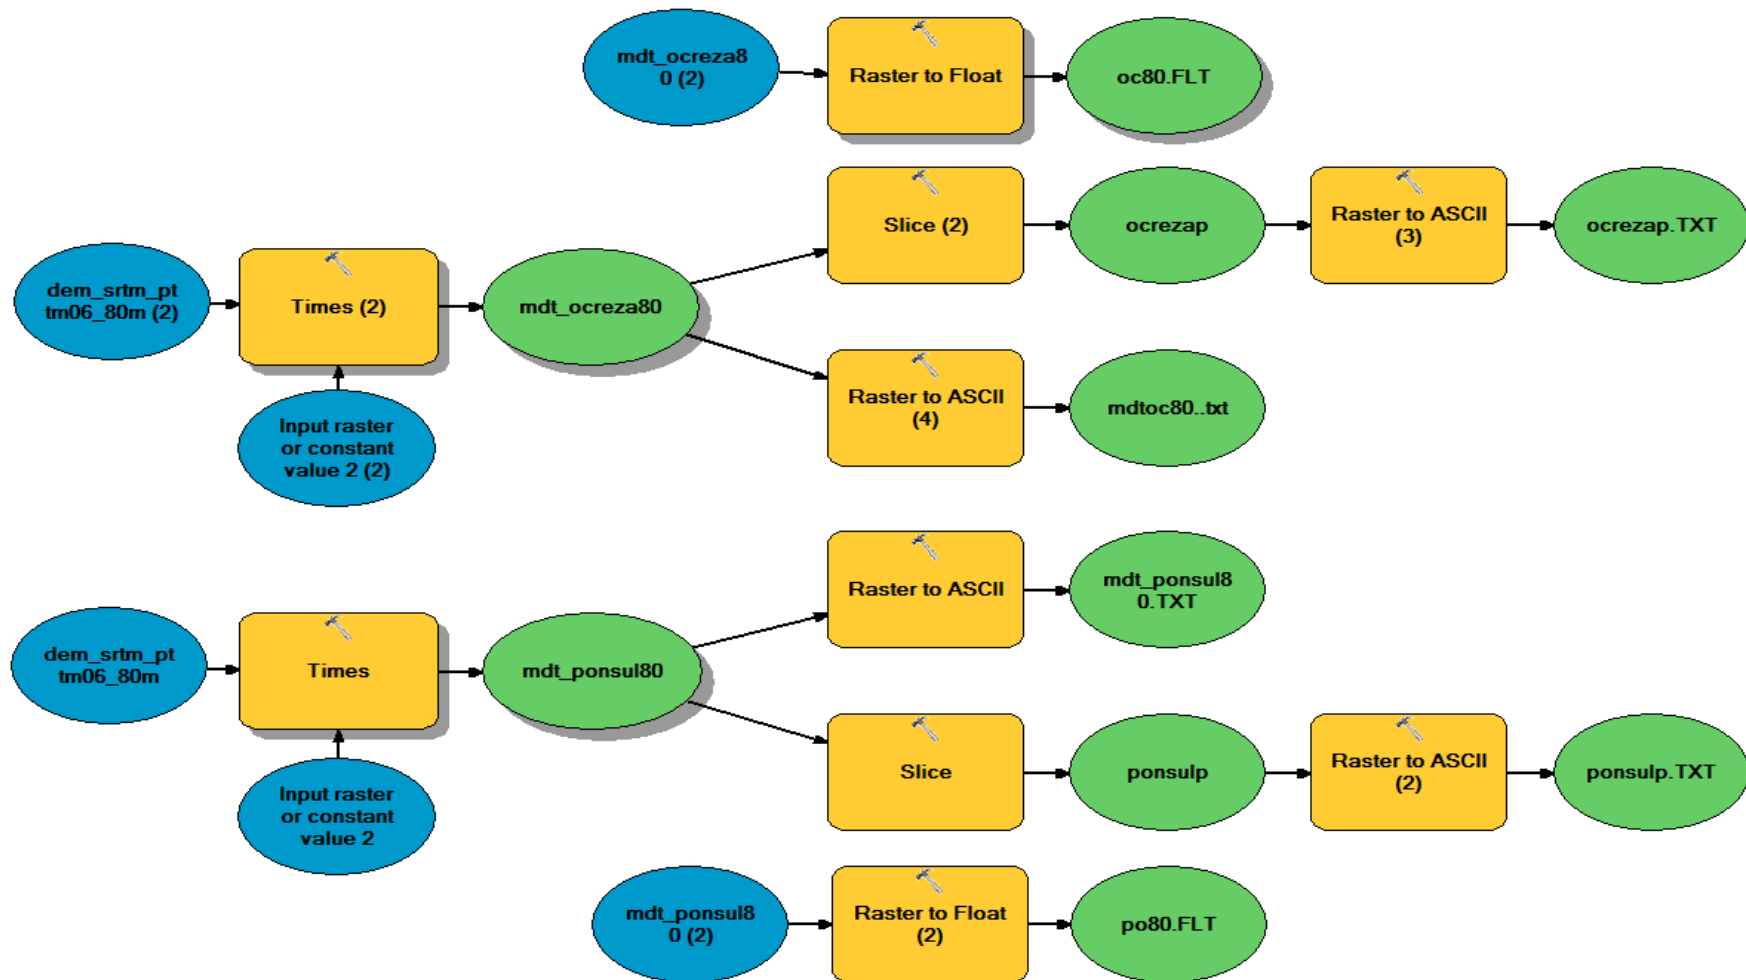 mdt_ocreza8
0 (2)
Raster to Float
oc80.FLT
Slice (2)
ocrezap
Raster to ASCII
(3)
ocrezap.TXT
dem_srtm_pt
tm06_80m (2)
Times (2)
mdt_ocreza80
Input raster
or constant
value 2 (2)
Raster to ASCII
(4)
mdtoc80..txt
Raster to ASCII
mdt_ponsul8
0.TXT
dem_srtm_pt
tm06_80m
Times
mdt_ponsul80
Input raster
or constant
value 2
Slice
ponsulp
Raster to ASCII
(2)
ponsulp.TXT
mdt_ponsul8
0 (2)
Raster to Float
(2)
po80.FLT